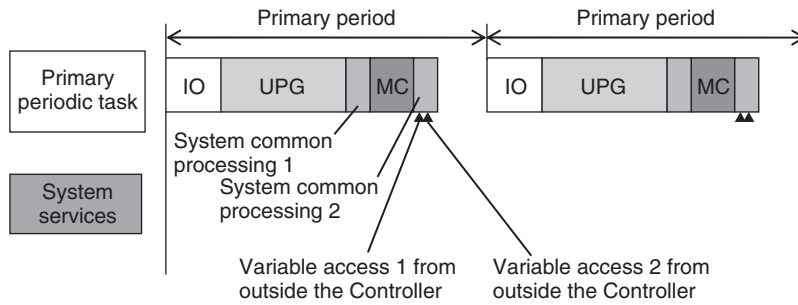 Primary period
Primary period
Primary
periodic task
IO
UPG
MC
IO
UPG
MC
System common
processing 1
System common
processing 2
System
services
Variable access 1 from
outside the Controller
Variable access 2 from
outside the Controller